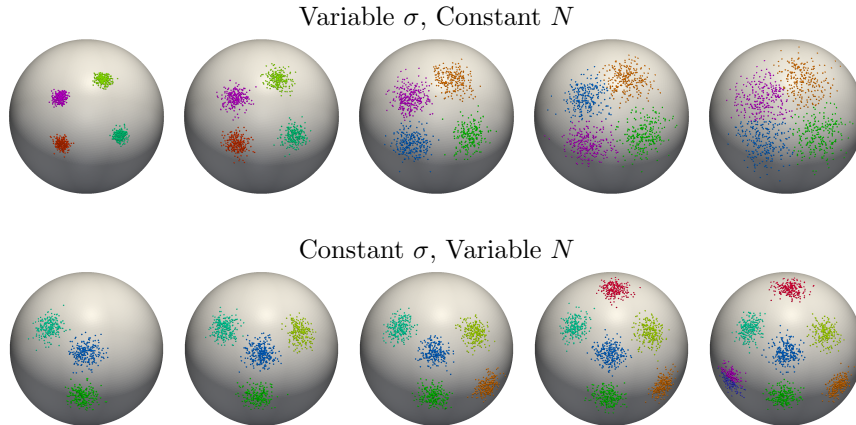 Variable σ, Constant N
Constant σ, Variable N